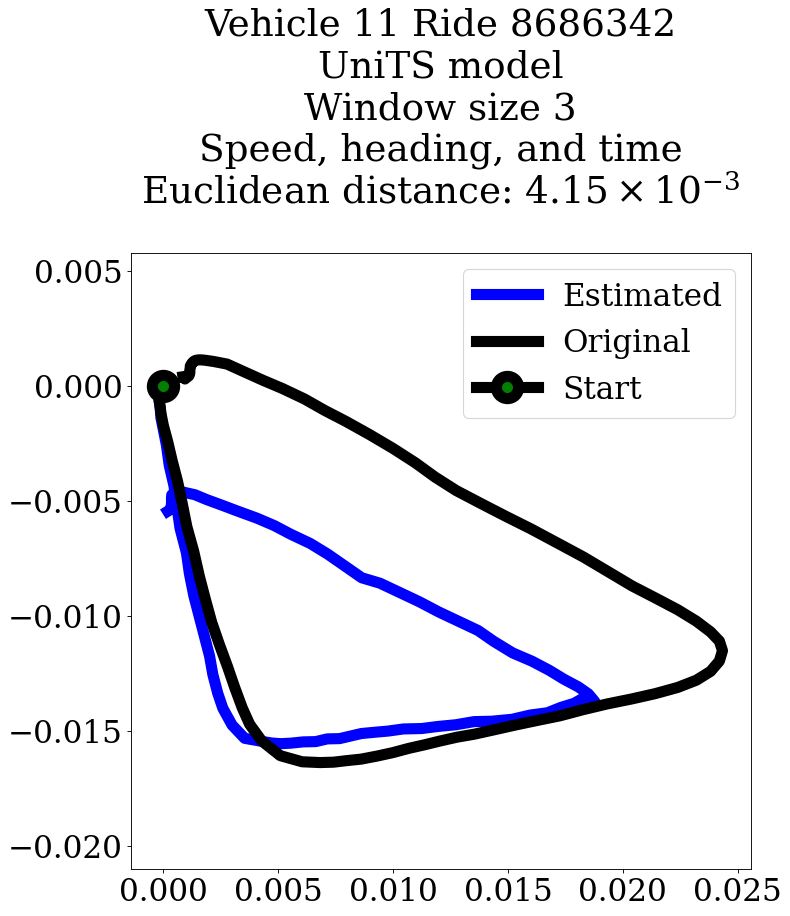 Vehicle 11 Ride 8686342
UniTS model
Window size 3
Speed, heading, and time
Euclidean distance: 4.15 × 10⁻³
0.005
0.000
−0.005
−0.010
−0.015
−0.020
Estimated
Original
Start
0.000 0.005 0.010 0.015 0.020 0.025